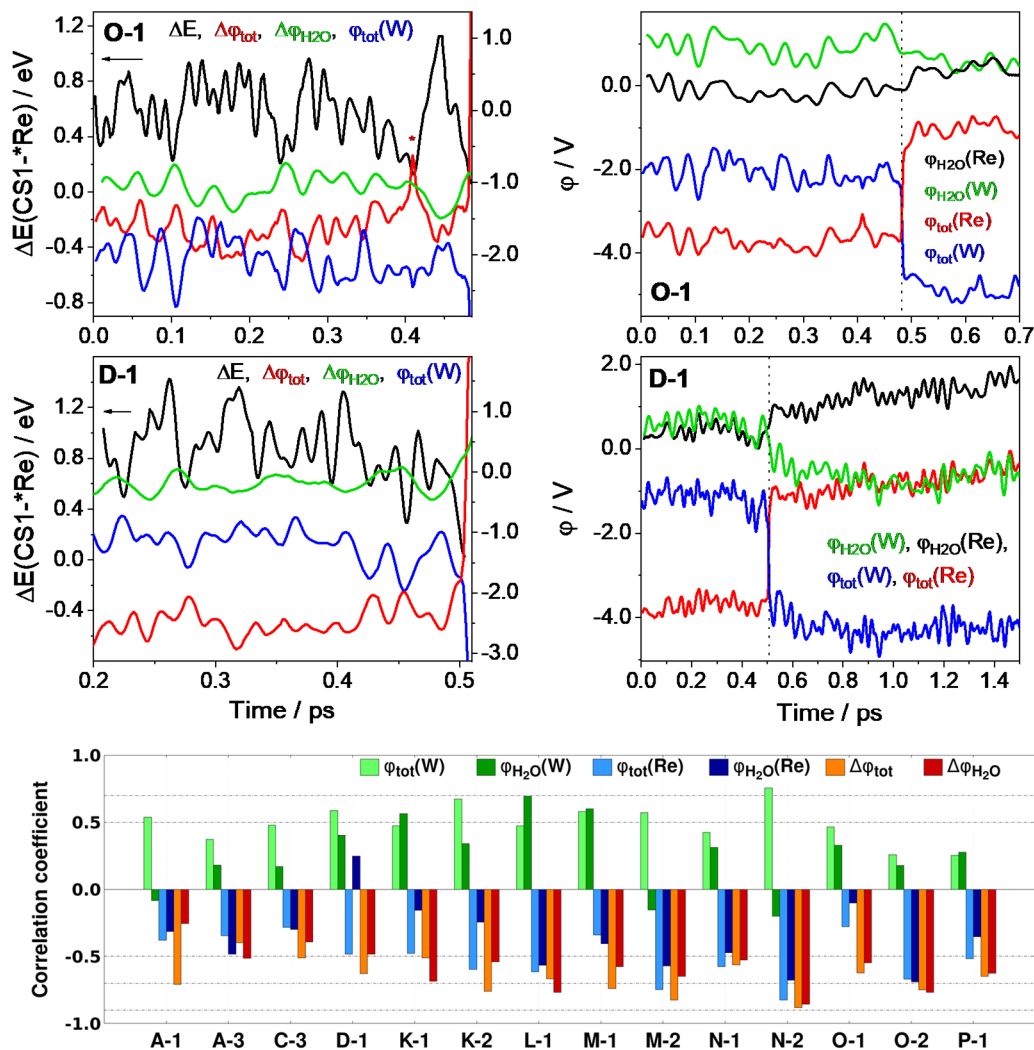 O-1 ΔE, Δφtot, ΔφH2O, φtot(W)
ΔE(CS1-*Re) / eV
1.2
0.8
0.4
0.0
-0.4
-0.8
1.0
0.0
-1.0
-2.0
*
0.0 0.1 0.2 0.3 0.4
φ / V
0.0
-2.0
-4.0
φH2O(Re)
φH2O(W)
φtot(Re)
φtot(W)
O-1
0.0 0.1 0.2 0.3 0.4 0.5 0.6 0.7
D-1 ΔE, Δφtot, ΔφH2O, φtot(W)
ΔE(CS1-*Re) / eV
1.2
0.8
0.4
0.0
-0.4
1.0
0.0
-1.0
-2.0
-3.0
0.2 0.3 0.4 0.5
Time / ps
D-1
φ / V
2.0
0.0
-2.0
-4.0
φH2O(W), φH2O(Re),
φtot(W), φtot(Re)
0.0 0.2 0.4 0.6 0.8 1.0 1.2 1.4
Time / ps
Correlation coefficient
1.0
0.5
0.0
-0.5
-1.0
φtot(W) φH2O(W) φtot(Re) φH2O(Re) Δφtot ΔφH2O
A-1 A-3 C-3 D-1 K-1 K-2 L-1 M-1 M-2 N-1 N-2 O-1 O-2 P-1